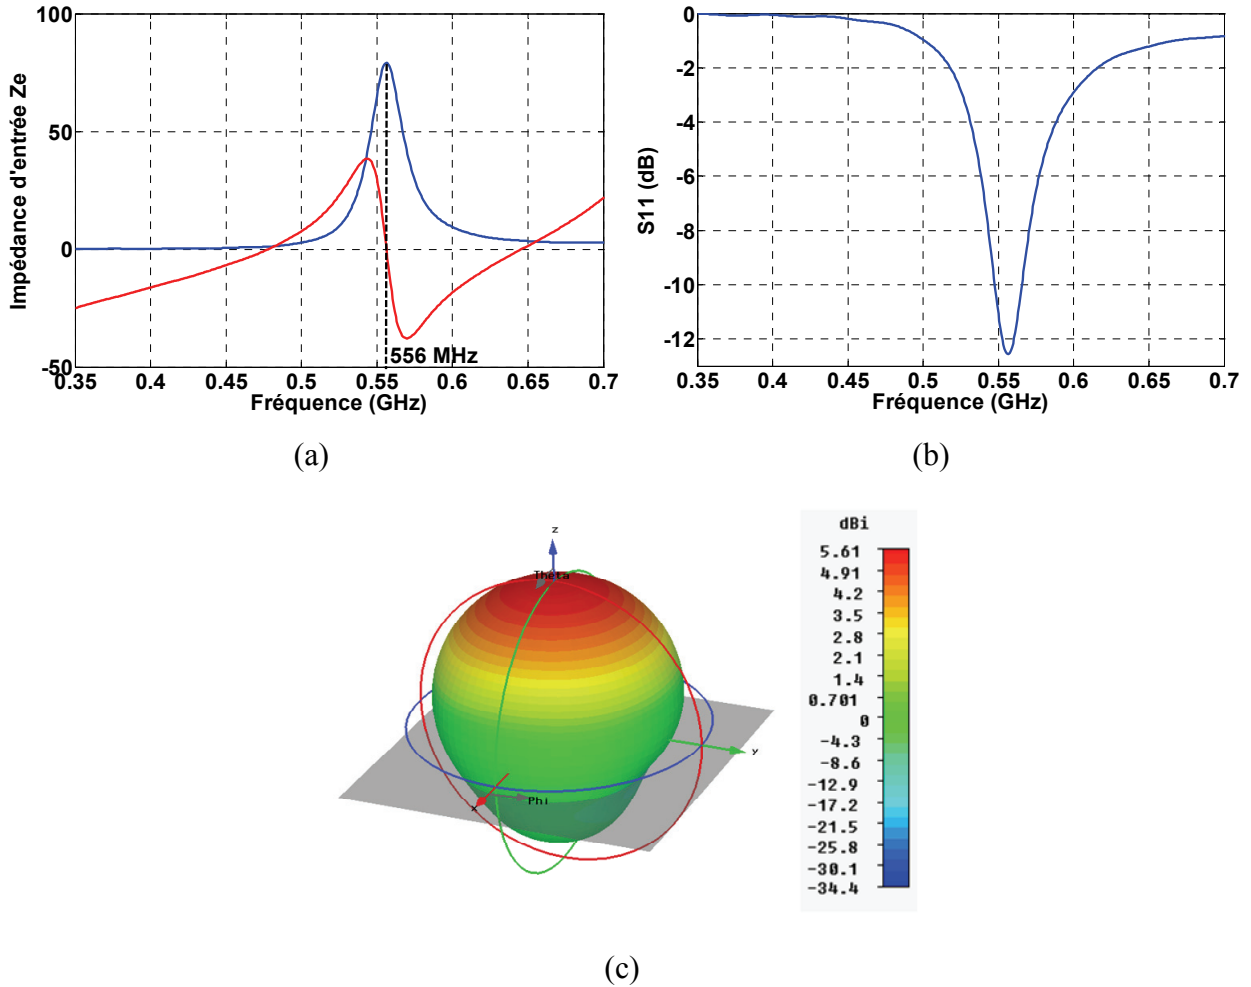 100
50
0
-50
Impédance d'entrée Ze
556 MHz
0.35 0.4 0.45 0.5 0.55 0.6 0.65 0.7
Fréquence (GHz)
(a)
0
-2
-4
-6
-8
-10
-12
S11 (dB)
0.35 0.4 0.45 0.5 0.55 0.6 0.65 0.7
Fréquence (GHz)
(b)
z
Theta
y
x
Phi
dBi
5.61
4.91
4.2
3.5
2.8
2.1
1.4
0.701
0
-4.3
-8.6
-12.9
-17.2
-21.5
-25.8
-30.1
-34.4
(c)